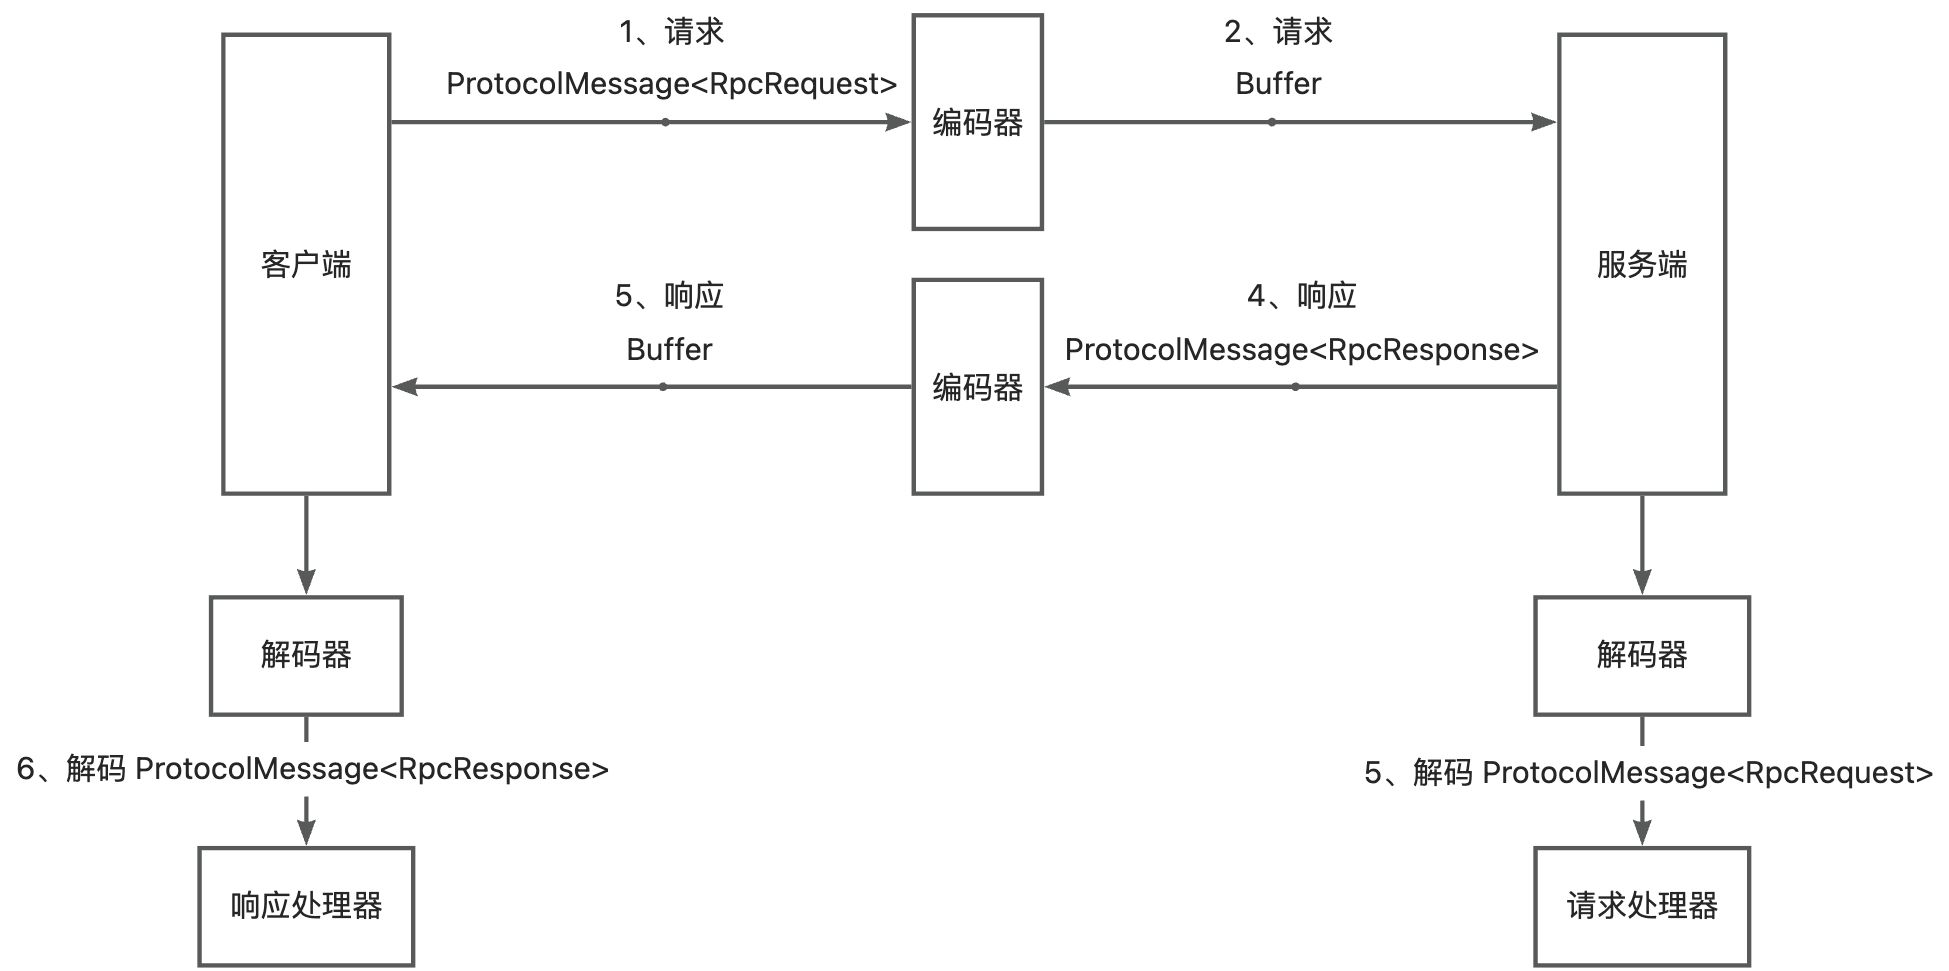 1、请求
ProtocolMessage<RpcRequest>
编码器
2、请求
Buffer
客户端
服务端
5、响应
Buffer
编码器
4、响应
ProtocolMessage<RpcResponse>
解码器
解码器
6、解码 ProtocolMessage<RpcResponse>
5、解码 ProtocolMessage<RpcRequest>
响应处理器
请求处理器